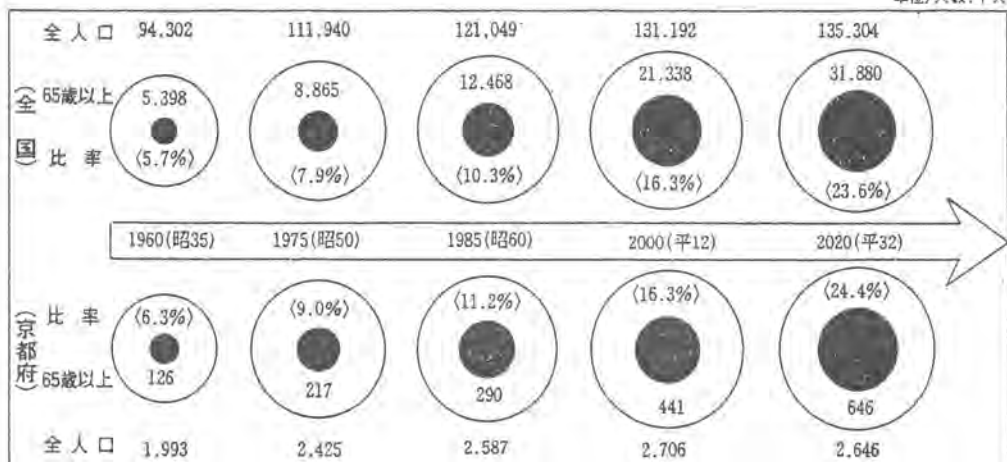 全人口 94,302 111,940 121,049 131.192 135.304
(全国) 65歳以上 5.398 8.865 12.468 21.338 31.880
比率 (5.7%) (7.9%) (10.3%) (16.3%) (23.6%)
1960(昭35) 1975(昭50) 1985(昭60) 2000(平12) 2020(平32)
(京都府) 比率 (6.3%) (9.0%) (11.2%) (16.3%) (24.4%)
65歳以上 126 217 290 441 646
全人口 1,993 2,425 2.587 2.706 2.646